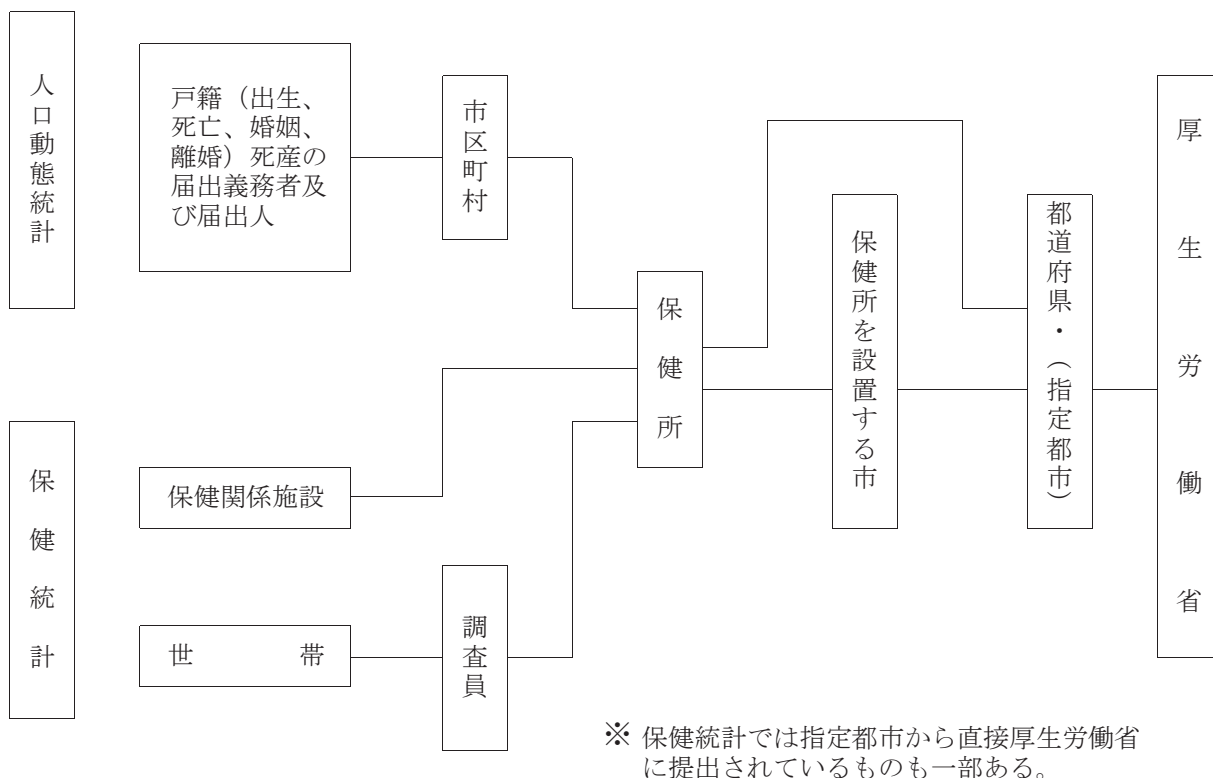 人口動態統計
戸籍（出生、
死亡、婚姻、
離婚）死産の
届出義務者及
び届出人
市区町村
保健所
保健所を設置する市
都道府県・（指定都市）
厚生労働省
保健統計
保健関係施設
世帯
調査員
※ 保健統計では指定都市から直接厚生労働省
に提出されているものも一部ある。